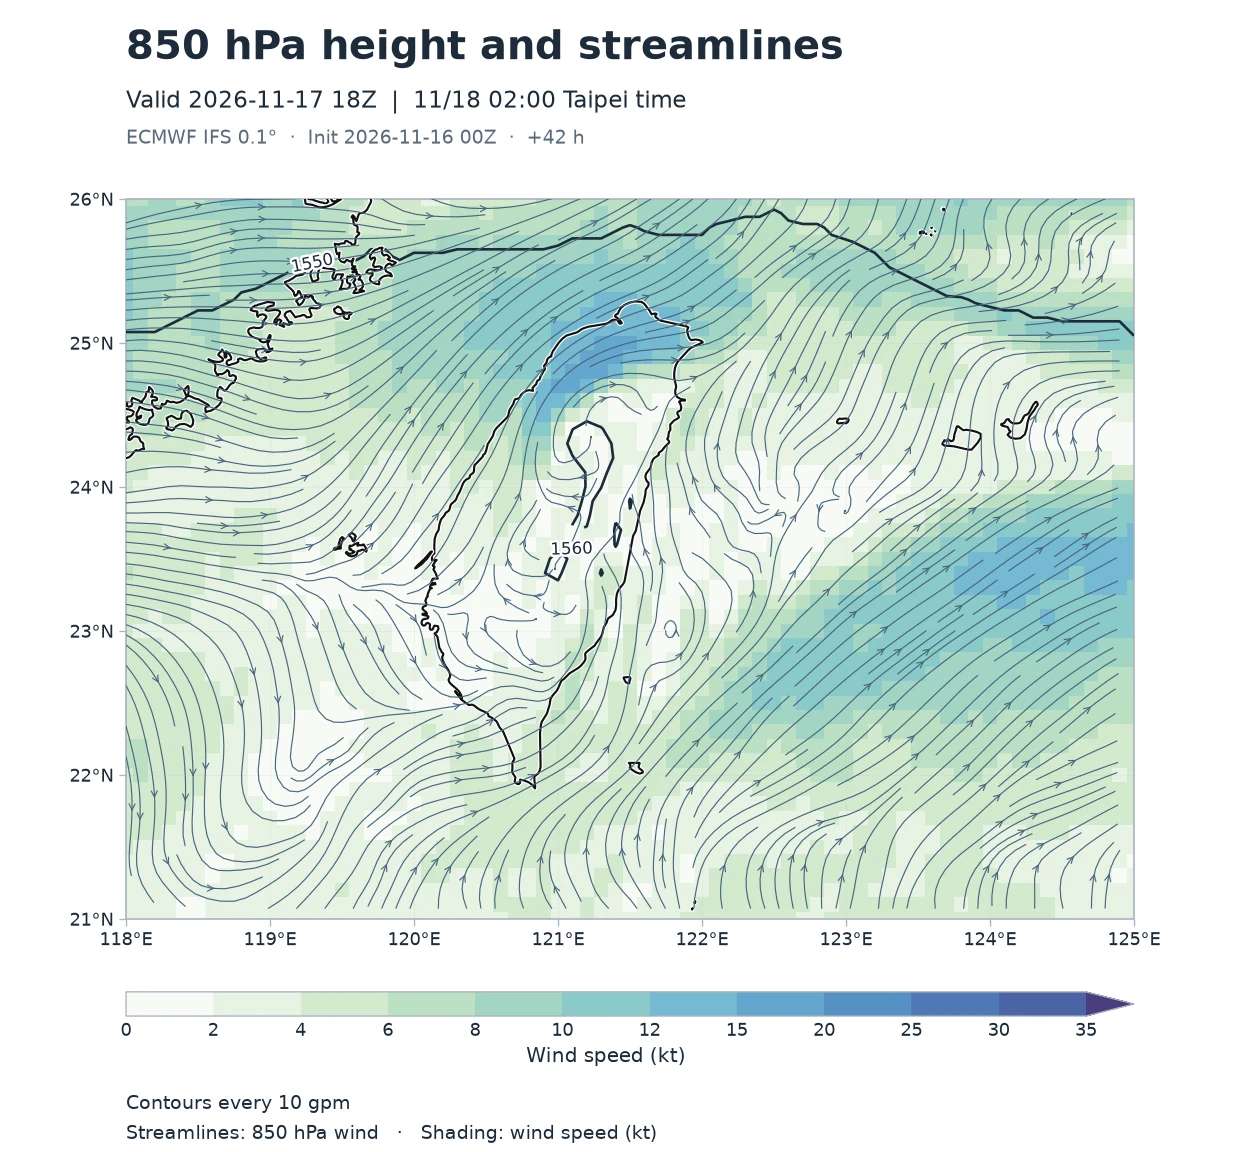 850 hPa height and streamlines
Valid 2026-11-17 18Z | 11/18 02:00 Taipei time
ECMWF IFS 0.1° · Init 2026-11-16 00Z · +42 h
26°N
1550
25°N
24°N
1560
23°N
22°N
21°N
118°E 119°E 120°E 121°E 122°E 123°E 124°E 125°E
0 2 4 6 8 10 12 15 20 25 30 35
Wind speed (kt)
Contours every 10 gpm
Streamlines: 850 hPa wind · Shading: wind speed (kt)